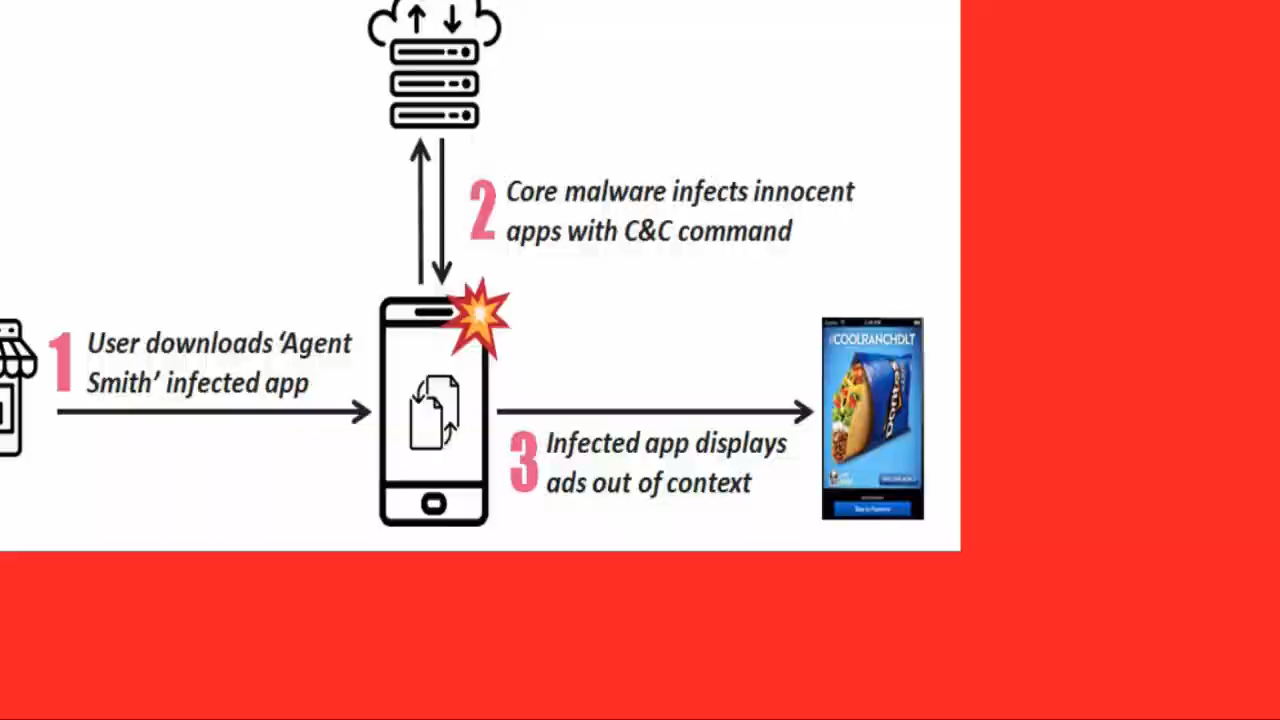 2 Core malware infects innocent
apps with C&C command
1 User downloads ‘Agent
Smith’ infected app
3 Infected app displays
ads out of context
#COOLRANCHDLT
Doritos